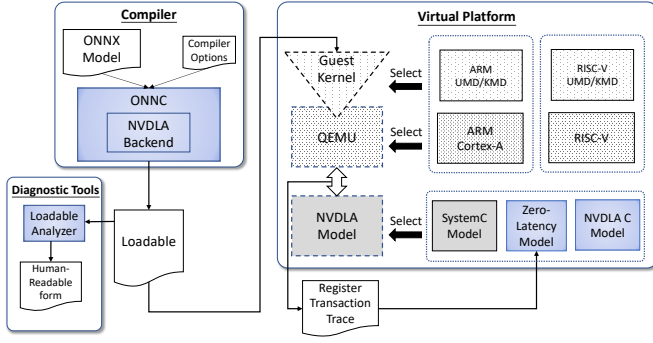 Compiler
ONNX
Model
Compiler
Options
ONNC
NVDLA
Backend
Diagnostic Tools
Loadable
Analyzer
Human-
Readable
form
Loadable
Virtual Platform
Guest
Kernel
Select
ARM
UMD/KMD
RISC-V
UMD/KMD
QEMU
Select
ARM
Cortex-A
RISC-V
NVDLA
Model
Select
SystemC
Model
Zero-
Latency
Model
NVDLA C
Model
Register
Transaction
Trace